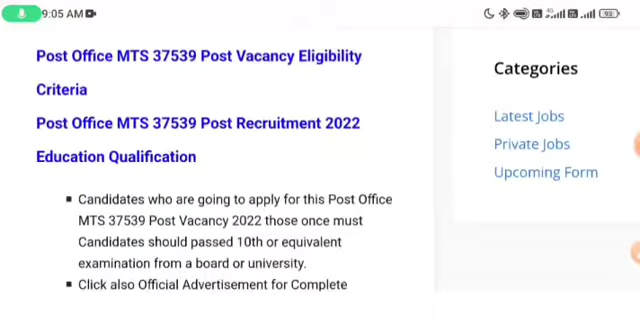 9:05 AM
Post Office MTS 37539 Post Vacancy Eligibility
Criteria
Post Office MTS 37539 Post Recruitment 2022
Education Qualification
Candidates who are going to apply for this Post Office
MTS 37539 Post Vacancy 2022 those once must
Candidates should passed 10th or equivalent
examination from a board or university.
Click also Official Advertisement for Complete
Categories
Latest Jobs
Private Jobs
Upcoming Form